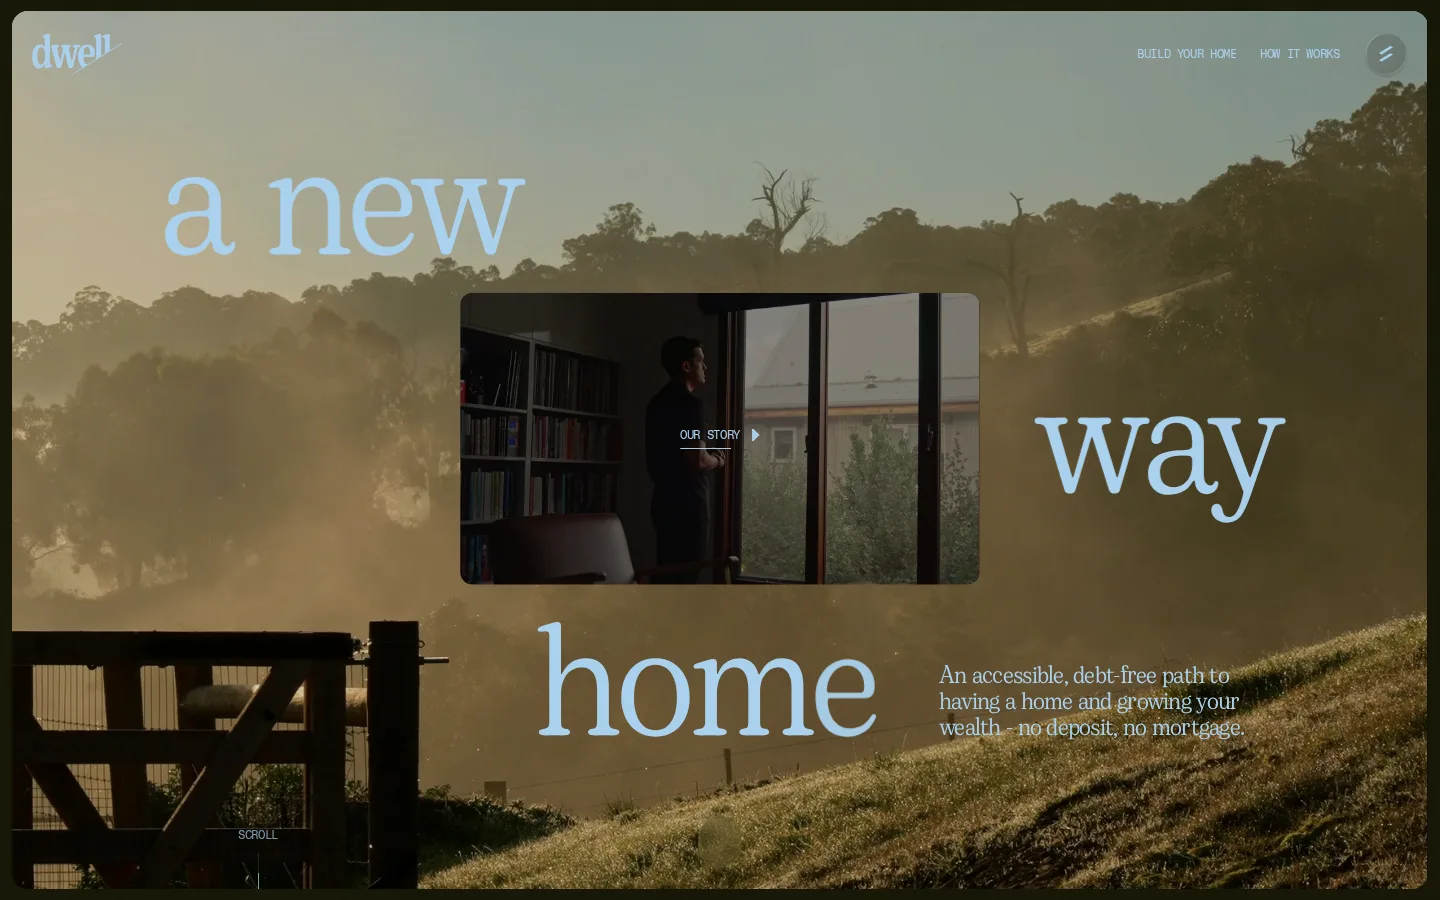 dwell
BUILD YOUR HOME
HOW IT WORKS
a new
OUR STORY
way
home
An accessible, debt-free path to
having a home and growing your
wealth - no deposit, no mortgage.
SCROLL